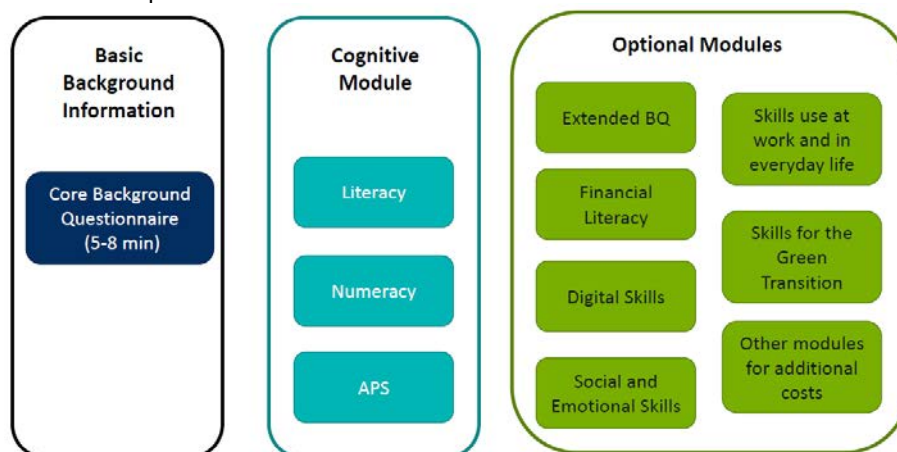 Basic
Background
Information
Core Background
Questionnaire
(5-8 min)
Cognitive
Module
Literacy
Numeracy
APS
Optional Modules
Extended BQ
Financial
Literacy
Digital Skills
Social and
Emotional Skills
Skills use at
work and in
everyday life
Skills for the
Green
Transition
Other modules
for additional
costs